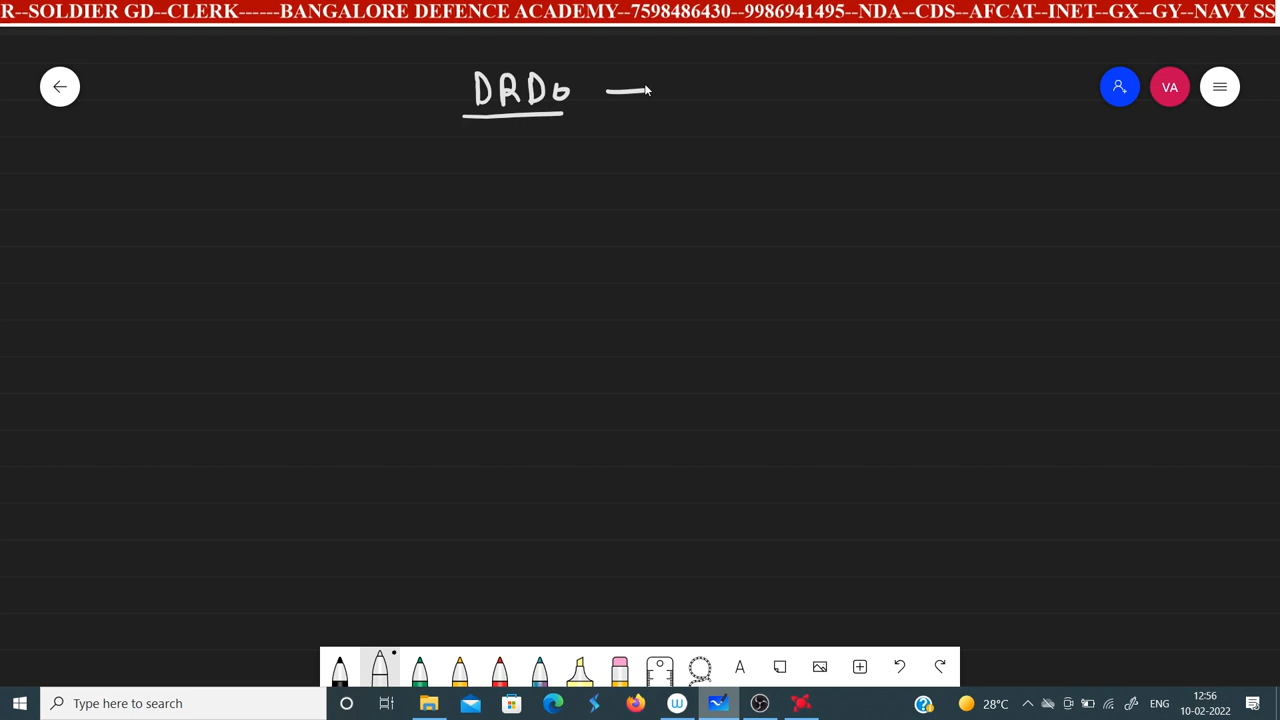 R--SOLDIER GD--CLERK------BANGALORE DEFENCE ACADEMY--7598486430--9986941495--NDA--CDS--AFCAT--INET--GX--GY--NAVY SS
DRDO —
VA
A
Type here to search
28°C
ENG
12:56
10-02-2022